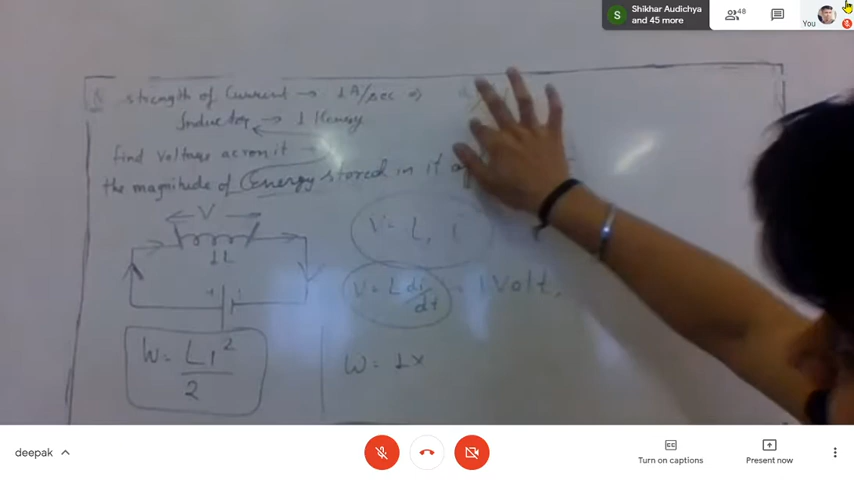 Shikhar Audichya
and 45 more
48
You
strength of Current → 1 A/sec
Inductor → 1 Henry
find Voltage across it →
the magnitude of energy stored in it
V
1L
+
V = L, i
V = L di/dt = 1 Volt.
W = Li²/2
W = 1×
deepak
Turn on captions
Present now